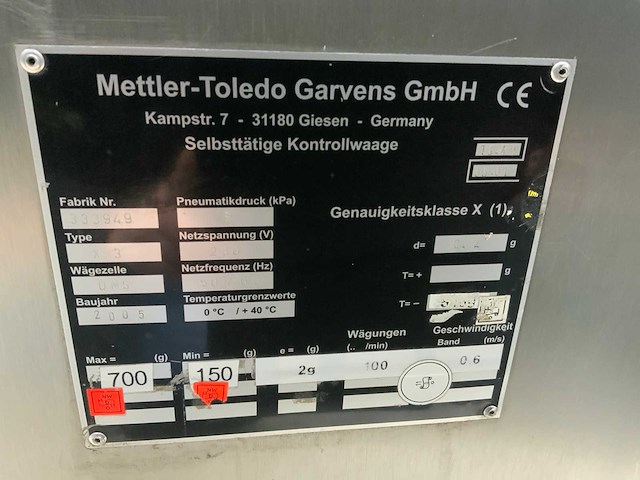 Mettler-Toledo Garvens GmbH CE
Kampstr. 7 - 31180 Giesen - Germany
Selbsttätige Kontrollwaage
Fabrik Nr.
333949
Pneumatikdruck (kPa)
Genauigkeitsklasse X (1)
Type
Netzspannung (V)
d= g
Wägezelle
Netzfrequenz (Hz)
T= + g
Baujahr
2005
Temperaturgrenzwerte
0 °C / + 40 °C
T= −
Max = (g)
700
Min = (g)
150
e = (g)
2g
Wägungen
(.. /min)
100
Geschwindigkeit
Band (m/s)
0.6